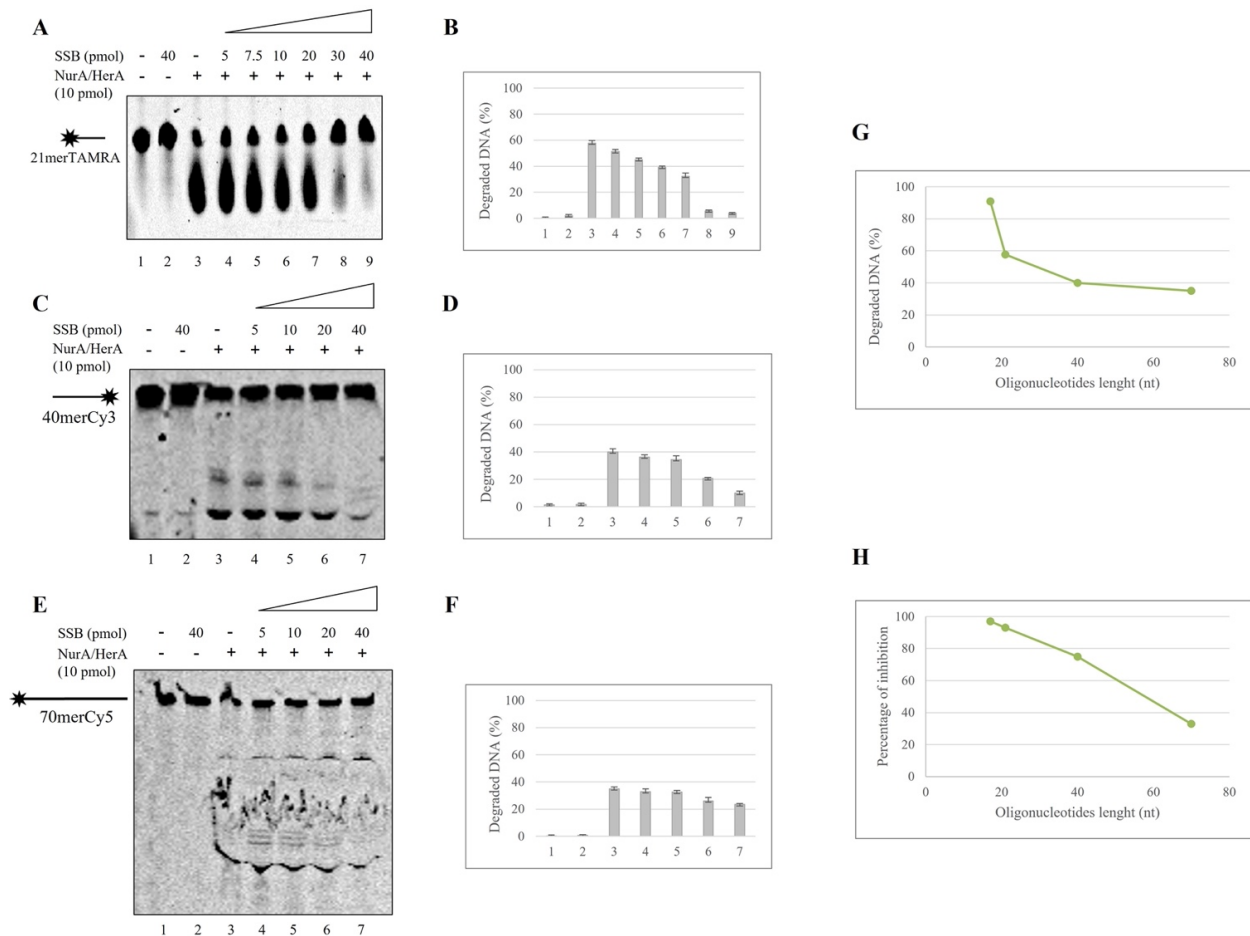 A
SSB (pmol) - 40 - 5 7.5 10 20 30 40
NurA/HerA - - + + + + + + +
(10 pmol)
21merTAMRA
1 2 3 4 5 6 7 8 9
B
Degraded DNA (%)
100
80
60
40
20
0
1 2 3 4 5 6 7 8 9
C
SSB (pmol) - 40 - 5 10 20 40
NurA/HerA - - + + + + +
(10 pmol)
40merCy3
1 2 3 4 5 6 7
D
Degraded DNA (%)
100
80
60
40
20
0
1 2 3 4 5 6 7
E
SSB (pmol) - 40 - 5 10 20 40
NurA/HerA - - + + + + +
(10 pmol)
70merCy5
1 2 3 4 5 6 7
F
Degraded DNA (%)
100
80
60
40
20
0
1 2 3 4 5 6 7
G
Degraded DNA (%)
100
80
60
40
20
0
0 20 40 60 80
Oligonucleotides lenght (nt)
H
Percentage of inhibition
100
80
60
40
20
0
0 20 40 60 80
Oligonucleotides lenght (nt)